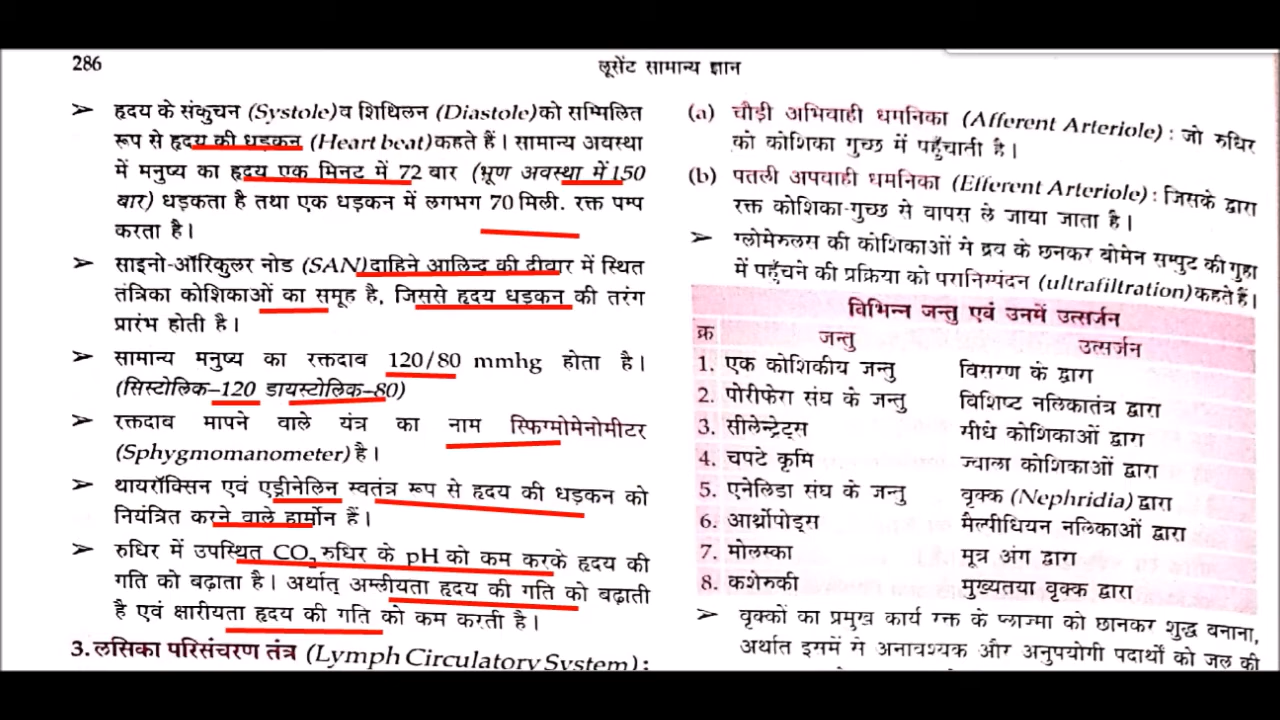 286
लूसेंट सामान्य ज्ञान
➤ हृदय के संकुचन (Systole) व शिथिलन (Diastole) को सम्मिलित
रूप से हृदय की धड़कन (Heart beat) कहते हैं। सामान्य अवस्था
में मनुष्य का हृदय एक मिनट में 72 बार (भ्रूण अवस्था में 150
बार) धड़कता है तथा एक धड़कन में लगभग 70 मिली. रक्त पम्प
करता है।
➤ साइनो-ऑरिकुलर नोड (SAN) दाहिने आलिन्द की दीवार में स्थित
तंत्रिका कोशिकाओं का समूह है, जिससे हृदय धड़कन की तरंग
प्रारंभ होती है।
➤ सामान्य मनुष्य का रक्तदाब 120/80 mmhg होता है।
(सिस्टोलिक–120 डायस्टोलिक–80)
➤ रक्तदाब मापने वाले यंत्र का नाम स्फिग्मोमेनोमीटर
(Sphygmomanometer) है।
➤ थायरॉक्सिन एवं एड्रीनेलिन स्वतंत्र रूप से हृदय की धड़कन को
नियंत्रित करने वाले हार्मोन हैं।
➤ रुधिर में उपस्थित CO₂ रुधिर के pH को कम करके हृदय की
गति को बढ़ाता है। अर्थात् अम्लीयता हृदय की गति को बढ़ाती
है एवं क्षारीयता हृदय की गति को कम करती है।
3. लसिका परिसंचरण तंत्र (Lymph Circulatory System) :
(a) चौड़ी अभिवाही धमनिका (Afferent Arteriole) : जो रुधिर
को कोशिका गुच्छ में पहुँचाती है।
(b) पतली अपवाही धमनिका (Efferent Arteriole) : जिसके द्वारा
रक्त कोशिका-गुच्छ से वापस ले जाया जाता है।
➤ ग्लोमेरुलस की कोशिकाओं से द्रव के छनकर बोमेन सम्पुट की गुहा
में पहुँचने की प्रक्रिया को परानिस्यंदन (ultrafiltration) कहते हैं।
विभिन्न जन्तु एवं उनमें उत्सर्जन
क्र जन्तु उत्सर्जन
1. एक कोशिकीय जन्तु विसरण के द्वारा
2. पोरीफेरा संघ के जन्तु विशिष्ट नलिकातंत्र द्वारा
3. सीलेन्ट्रेट्स सीधे कोशिकाओं द्वारा
4. चपटे कृमि ज्वाला कोशिकाओं द्वारा
5. एनेलिडा संघ के जन्तु वृक्क (Nephridia) द्वारा
6. आर्थ्रोपोड्स मैल्पीधियन नलिकाओं द्वारा
7. मोलस्का मूत्र अंग द्वारा
8. कशेरुकी मुख्यतया वृक्क द्वारा
➤ वृक्कों का प्रमुख कार्य रक्त के प्लाज्मा को छानकर शुद्ध बनाना,
अर्थात इसमें से अनावश्यक और अनुपयोगी पदार्थों को जल की